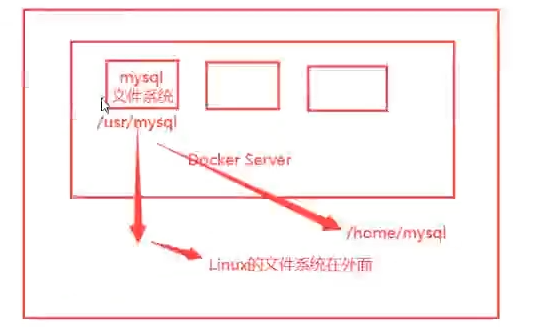 mysql
文件系统
/usr/mysql
Docker Server
/home/mysql
Linux的文件系统在外面